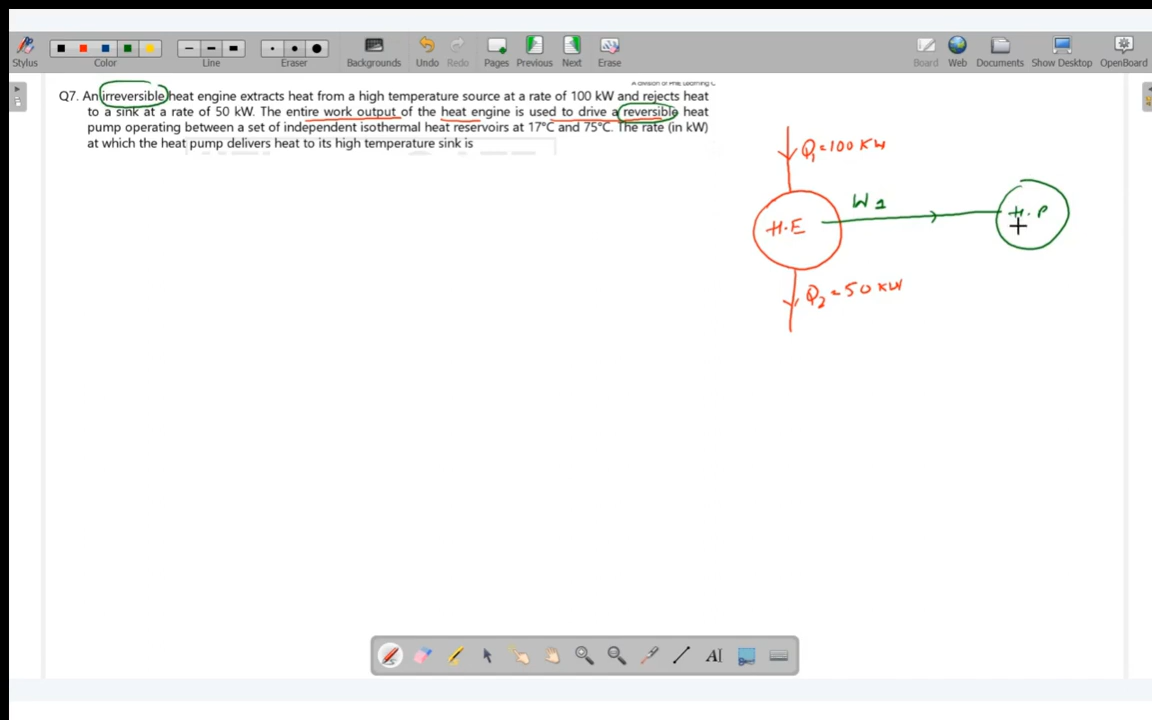 Stylus
Color
Line
Eraser
Backgrounds
Undo
Redo
Pages
Previous
Next
Erase
Board
Web
Documents
Show Desktop
OpenBoard
Q7. An irreversible heat engine extracts heat from a high temperature source at a rate of 100 kW and rejects heat
to a sink at a rate of 50 kW. The entire work output of the heat engine is used to drive a reversible heat
pump operating between a set of independent isothermal heat reservoirs at 17°C and 75°C. The rate (in kW)
at which the heat pump delivers heat to its high temperature sink is
Q1 = 100 KW
W1
H.E
H.P
Q2 = 50 KW
AI